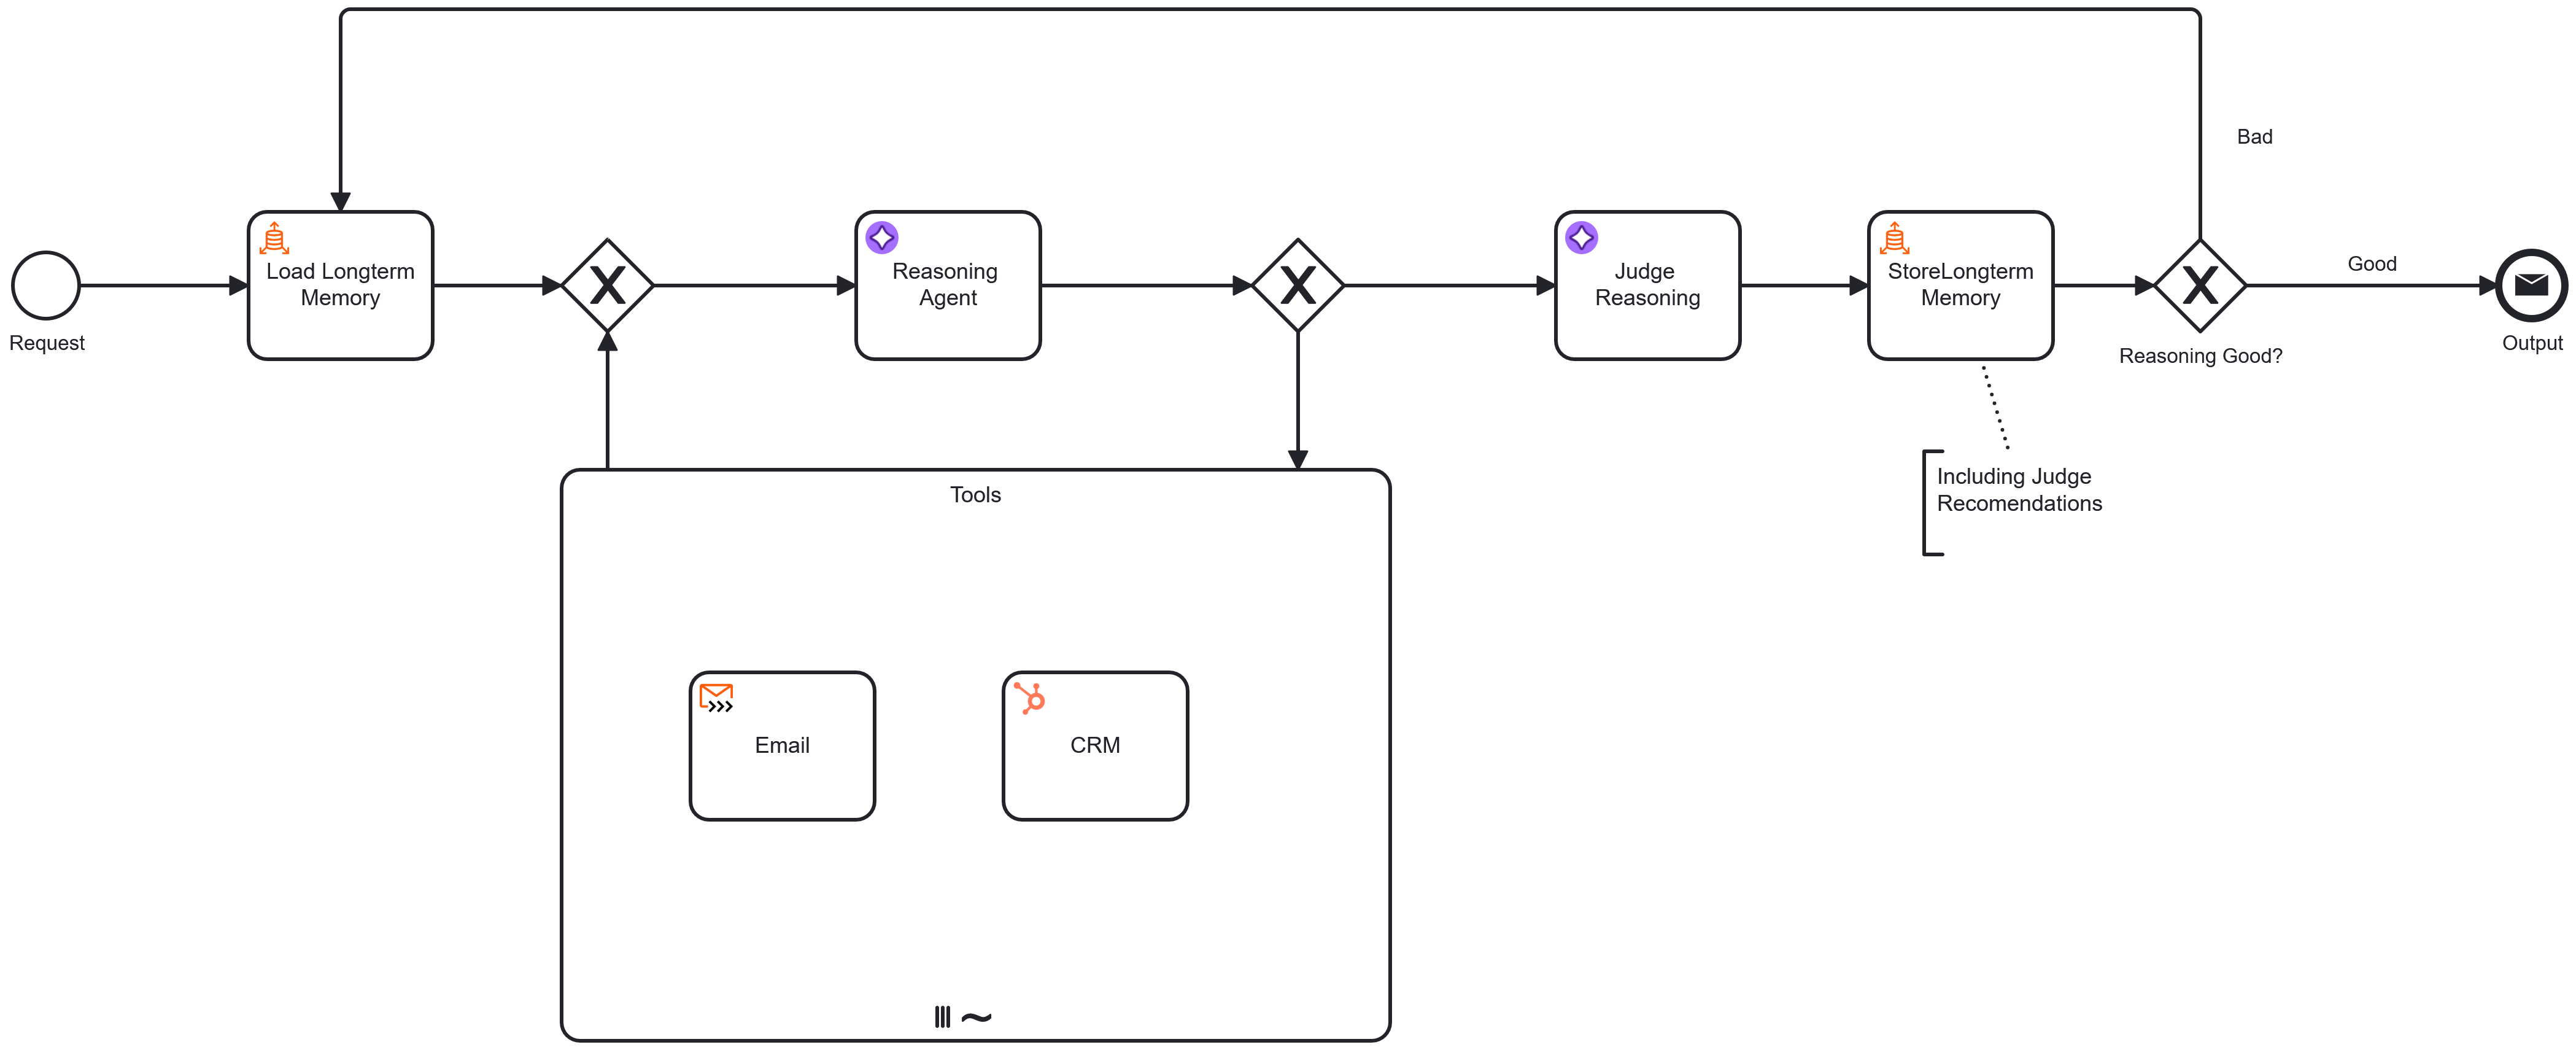 Bad
Load Longterm
Memory
Reasoning
Agent
Judge
Reasoning
StoreLongterm
Memory
Good
Request
Reasoning Good?
Output
Tools
Including Judge
Recomendations
Email
CRM